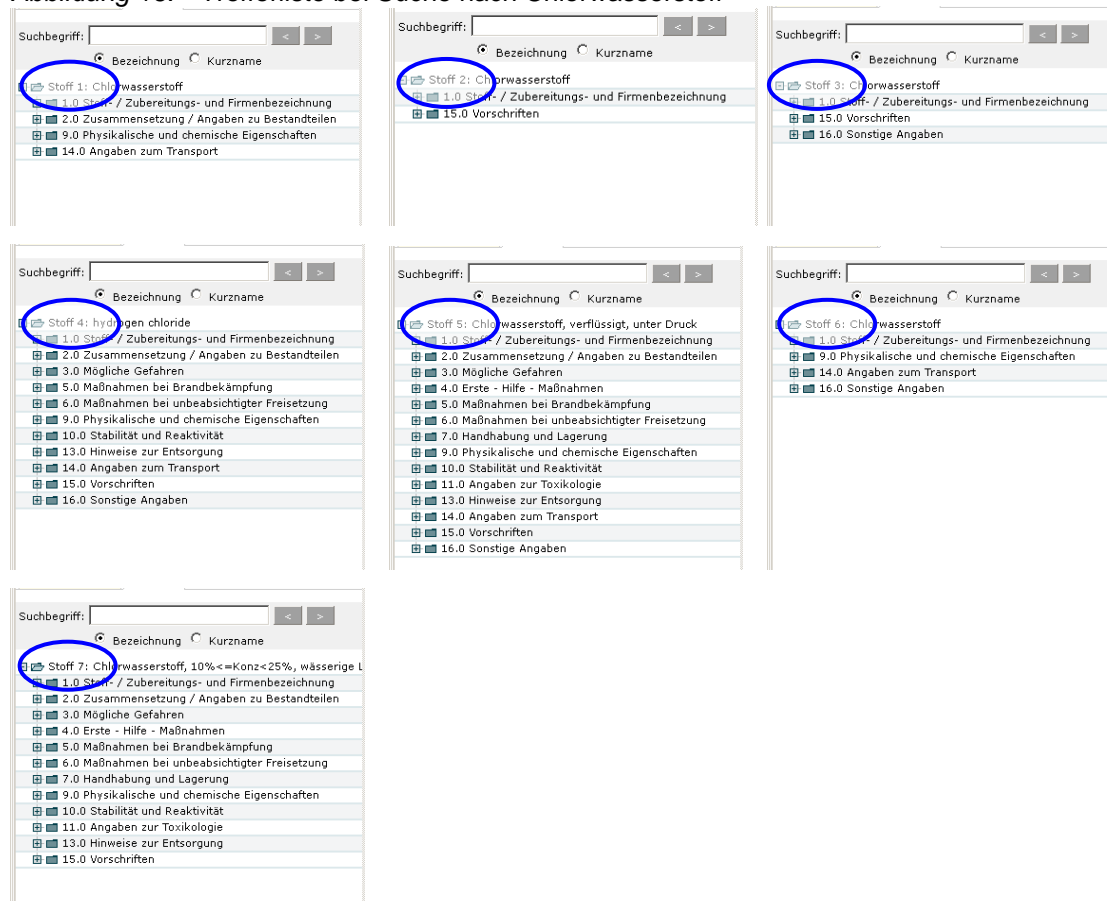 Suchbegriff: < >
Bezeichnung Kurzname
Stoff 1: Chlorwasserstoff
1.0 Stoff- / Zubereitungs- und Firmenbezeichnung
2.0 Zusammensetzung / Angaben zu Bestandteilen
9.0 Physikalische und chemische Eigenschaften
14.0 Angaben zum Transport
Suchbegriff: < >
Bezeichnung Kurzname
Stoff 2: Chlorwasserstoff
1.0 Stoff- / Zubereitungs- und Firmenbezeichnung
15.0 Vorschriften
Suchbegriff: < >
Bezeichnung Kurzname
Stoff 3: Chlorwasserstoff
1.0 Stoff- / Zubereitungs- und Firmenbezeichnung
15.0 Vorschriften
16.0 Sonstige Angaben
Suchbegriff: < >
Bezeichnung Kurzname
Stoff 4: hydrogen chloride
1.0 Stoff- / Zubereitungs- und Firmenbezeichnung
2.0 Zusammensetzung / Angaben zu Bestandteilen
3.0 Mögliche Gefahren
5.0 Maßnahmen bei Brandbekämpfung
6.0 Maßnahmen bei unbeabsichtigter Freisetzung
9.0 Physikalische und chemische Eigenschaften
10.0 Stabilität und Reaktivität
13.0 Hinweise zur Entsorgung
14.0 Angaben zum Transport
15.0 Vorschriften
16.0 Sonstige Angaben
Suchbegriff: < >
Bezeichnung Kurzname
Stoff 5: Chlorwasserstoff, verflüssigt, unter Druck
1.0 Stoff- / Zubereitungs- und Firmenbezeichnung
2.0 Zusammensetzung / Angaben zu Bestandteilen
3.0 Mögliche Gefahren
4.0 Erste - Hilfe - Maßnahmen
5.0 Maßnahmen bei Brandbekämpfung
6.0 Maßnahmen bei unbeabsichtigter Freisetzung
7.0 Handhabung und Lagerung
9.0 Physikalische und chemische Eigenschaften
10.0 Stabilität und Reaktivität
11.0 Angaben zur Toxikologie
13.0 Hinweise zur Entsorgung
14.0 Angaben zum Transport
15.0 Vorschriften
16.0 Sonstige Angaben
Suchbegriff: < >
Bezeichnung Kurzname
Stoff 6: Chlorwasserstoff
1.0 Stoff- / Zubereitungs- und Firmenbezeichnung
9.0 Physikalische und chemische Eigenschaften
14.0 Angaben zum Transport
16.0 Sonstige Angaben
Suchbegriff: < >
Bezeichnung Kurzname
Stoff 7: Chlorwasserstoff, 10%<=Konz<25%, wässerige L
1.0 Stoff- / Zubereitungs- und Firmenbezeichnung
2.0 Zusammensetzung / Angaben zu Bestandteilen
3.0 Mögliche Gefahren
4.0 Erste - Hilfe - Maßnahmen
5.0 Maßnahmen bei Brandbekämpfung
6.0 Maßnahmen bei unbeabsichtigter Freisetzung
7.0 Handhabung und Lagerung
9.0 Physikalische und chemische Eigenschaften
10.0 Stabilität und Reaktivität
11.0 Angaben zur Toxikologie
13.0 Hinweise zur Entsorgung
15.0 Vorschriften